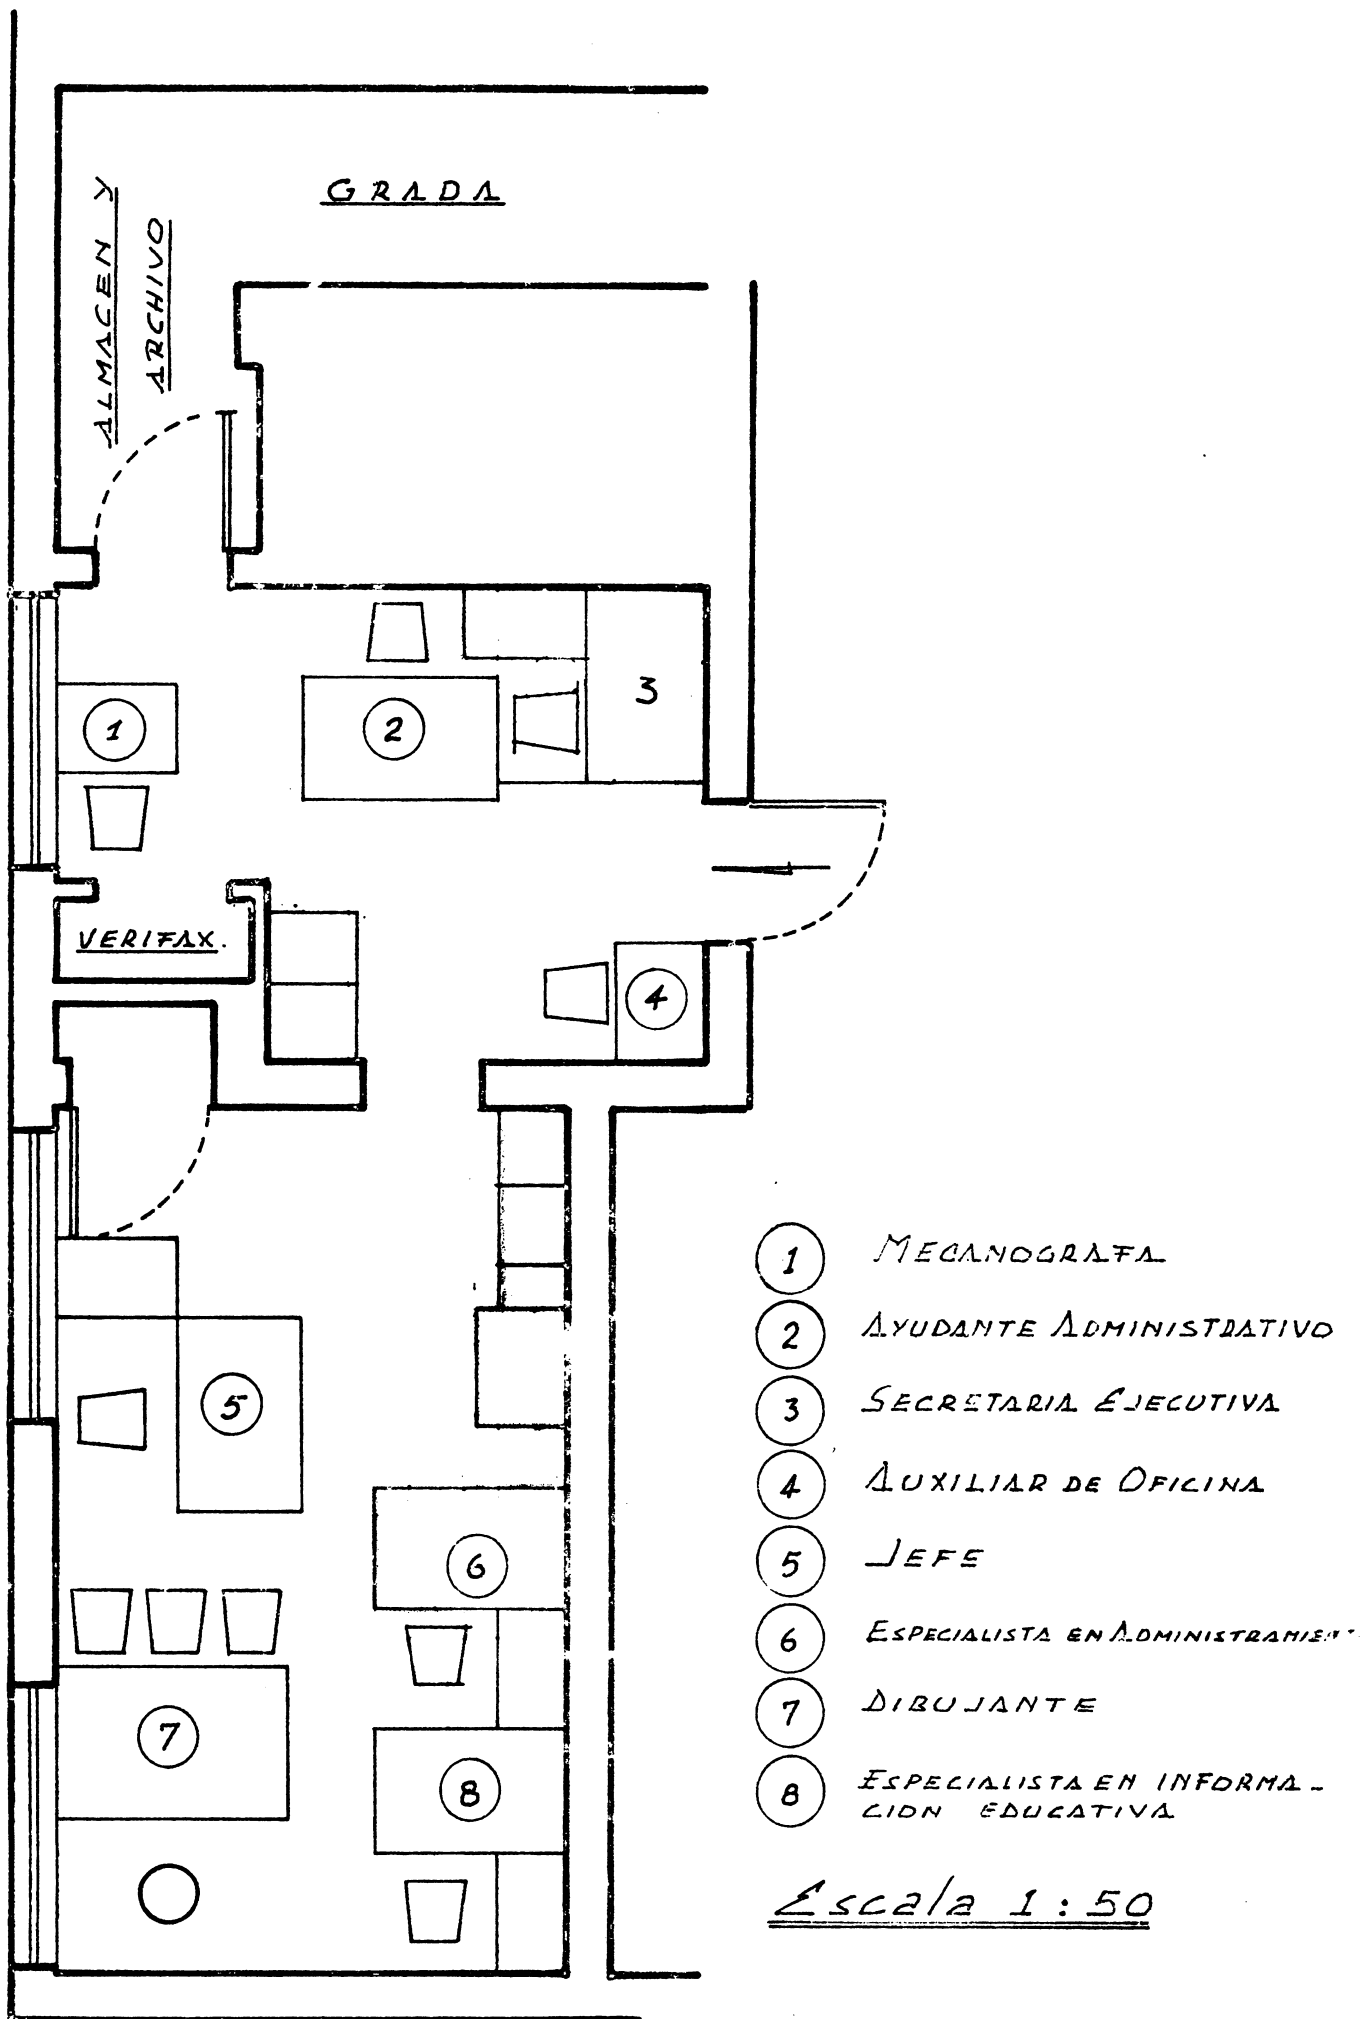 GRADA
ALMACEN Y
ARCHIVO
1
2
3
VERIFAX.
4
5
6
7
8
1 MECANOGRAFA
2 AYUDANTE ADMINISTRATIVO
3 SECRETARIA EJECUTIVA
4 AUXILIAR DE OFICINA
5 JEFE
6 ESPECIALISTA EN
7 DIBUJANTE
8 ESPECIALISTA EN INFORMA-
CION EDUCATIVA
Escala 1:50